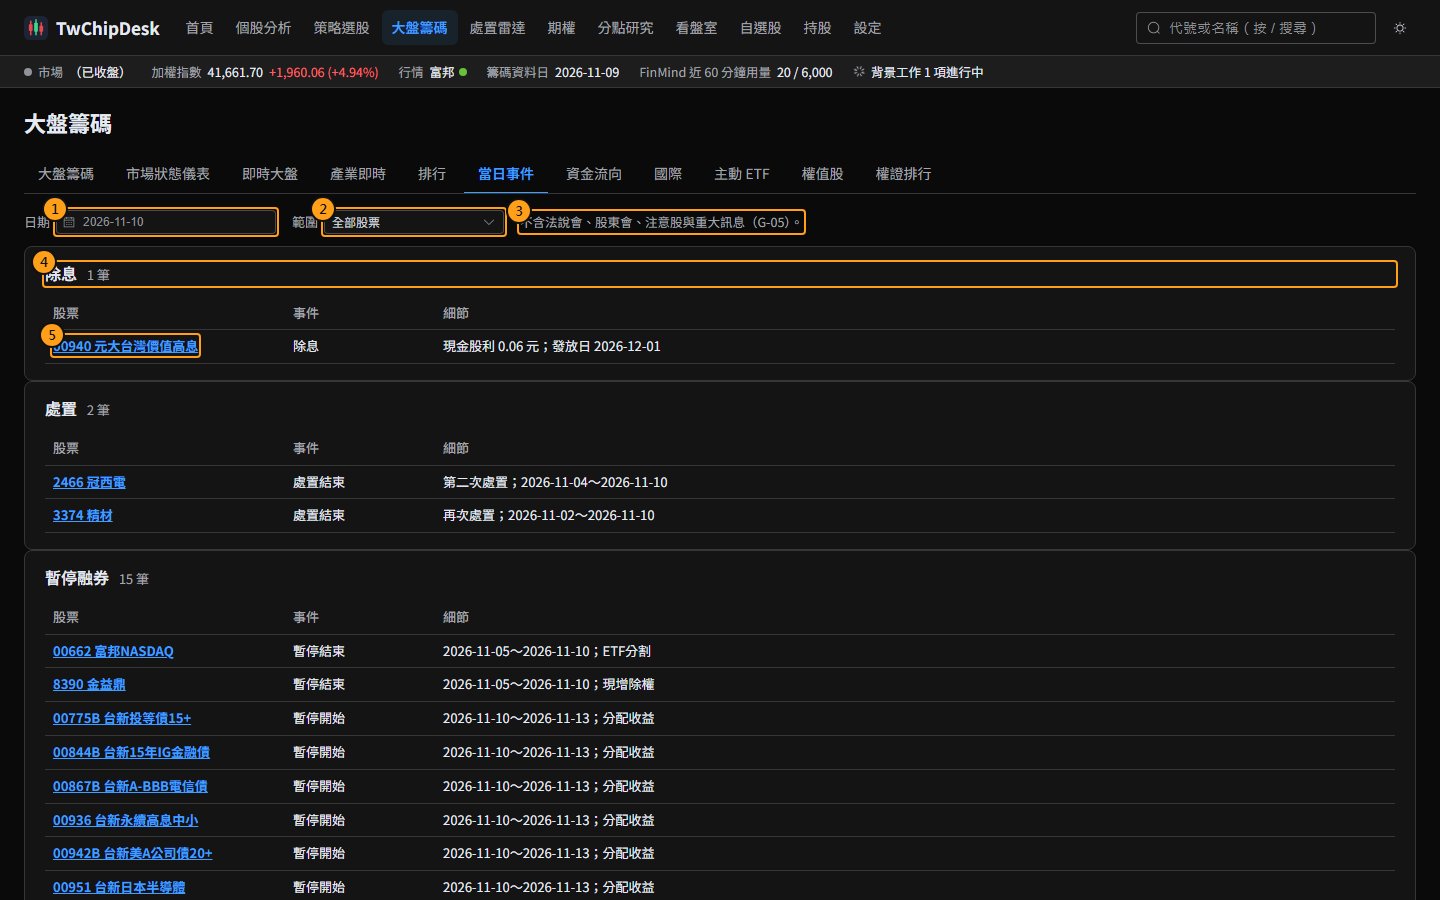 TwChipDesk 首頁 個股分析 策略選股 大盤籌碼 處置雷達 期權 分點研究 看盤室 自選股 持股 設定 代號或名稱（按 / 搜尋）
市場 （已收盤） 加權指數 41,661.70 +1,960.06 (+4.94%) 行情 富邦 籌碼資料日 2026-11-09 FinMind 近 60 分鐘用量 20 / 6,000 背景工作 1 項進行中
大盤籌碼
大盤籌碼 市場狀態儀表 即時大盤 產業即時 排行 當日事件 資金流向 國際 主動 ETF 權值股 權證排行
1 2 3
日期 2026-11-10 範圍 全部股票 不含法說會、股東會、注意股與重大訊息（G-05）。
4
除息 1 筆
股票 事件 細節
5
00940 元大台灣價值高息 除息 現金股利 0.06 元；發放日 2026-12-01
處置 2 筆
股票 事件 細節
2466 冠西電 處置結束 第二次處置；2026-11-04～2026-11-10
3374 精材 處置結束 再次處置；2026-11-02～2026-11-10
暫停融券 15 筆
股票 事件 細節
00662 富邦NASDAQ 暫停結束 2026-11-05～2026-11-10；ETF分割
8390 金益鼎 暫停結束 2026-11-05～2026-11-10；現增除權
00775B 台新投等債15+ 暫停開始 2026-11-10～2026-11-13；分配收益
00844B 台新15年IG金融債 暫停開始 2026-11-10～2026-11-13；分配收益
00867B 台新A-BBB電信債 暫停開始 2026-11-10～2026-11-13；分配收益
00936 台新永續高息中小 暫停開始 2026-11-10～2026-11-13；分配收益
00942B 台新美A公司債20+ 暫停開始 2026-11-10～2026-11-13；分配收益
00951 台新日本半導體 暫停開始 2026-11-10～2026-11-13；分配收益